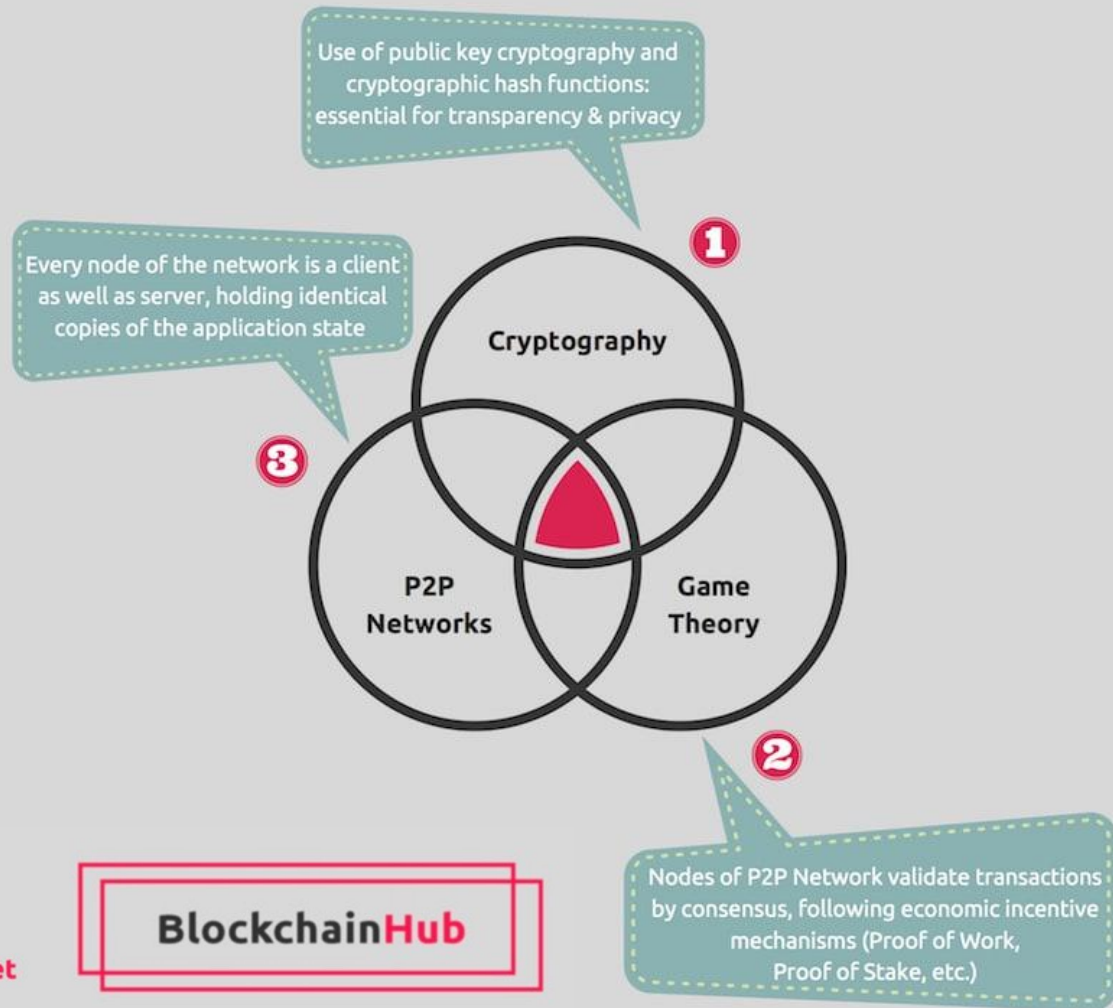 Use of public key cryptography and
cryptographic hash functions:
essential for transparency & privacy
1
Every node of the network is a client
as well as server, holding identical
copies of the application state
Cryptography
3
P2P
Networks
Game
Theory
2
Nodes of P2P Network validate transactions
by consensus, following economic incentive
mechanisms (Proof of Work,
Proof of Stake, etc.)
BlockchainHub